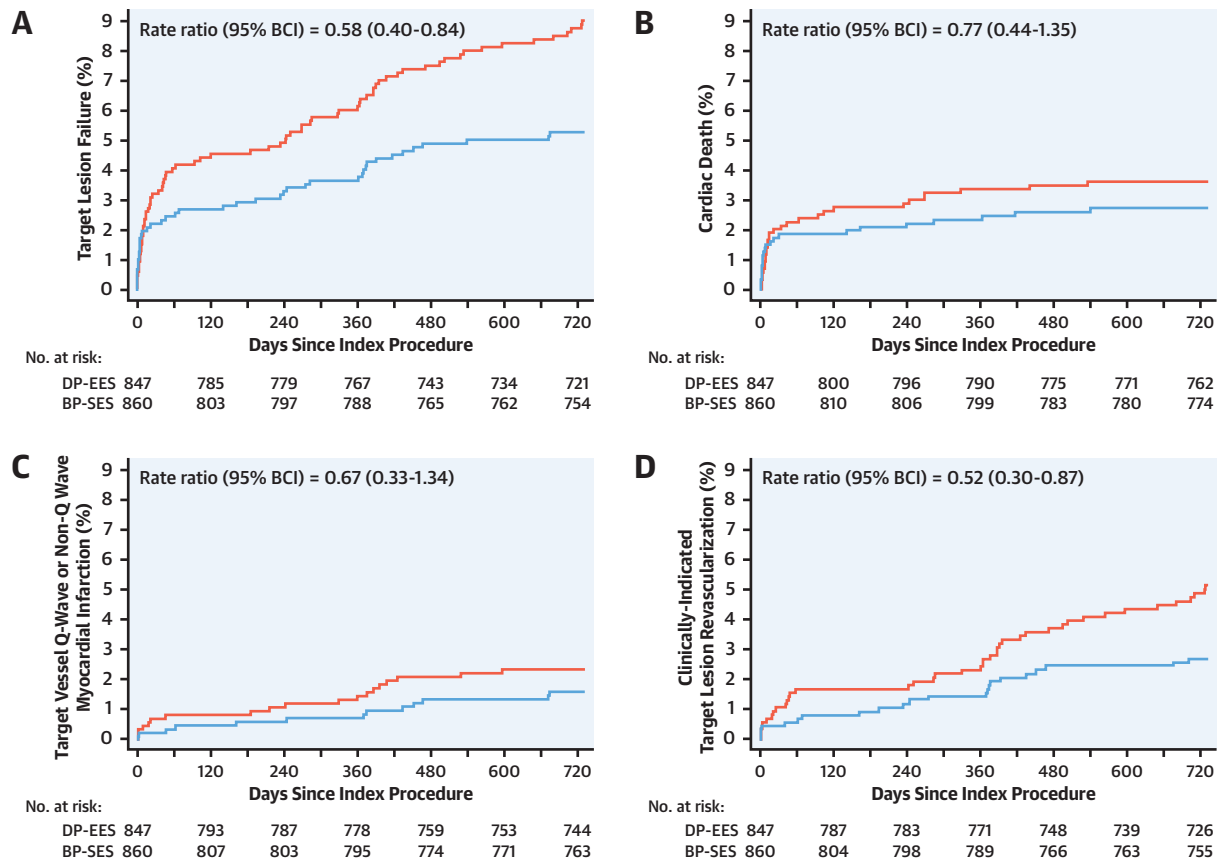 A
Rate ratio (95% BCI) = 0.58 (0.40-0.84)
Target Lesion Failure (%)
9
8
7
6
5
4
3
2
1
0
0 120 240 360 480 600 720
Days Since Index Procedure
No. at risk:
DP-EES 847 785 779 767 743 734 721
BP-SES 860 803 797 788 765 762 754
B
Rate ratio (95% BCI) = 0.77 (0.44-1.35)
Cardiac Death (%)
9
8
7
6
5
4
3
2
1
0
0 120 240 360 480 600 720
Days Since Index Procedure
No. at risk:
DP-EES 847 800 796 790 775 771 762
BP-SES 860 810 806 799 783 780 774
C
Rate ratio (95% BCI) = 0.67 (0.33-1.34)
Target Vessel Q-Wave or Non-Q Wave
Myocardial Infarction (%)
9
8
7
6
5
4
3
2
1
0
0 120 240 360 480 600 720
Days Since Index Procedure
No. at risk:
DP-EES 847 793 787 778 759 753 744
BP-SES 860 807 803 795 774 771 763
D
Rate ratio (95% BCI) = 0.52 (0.30-0.87)
Clinically-Indicated
Target Lesion Revascularization (%)
9
8
7
6
5
4
3
2
1
0
0 120 240 360 480 600 720
Days Since Index Procedure
No. at risk:
DP-EES 847 787 783 771 748 739 726
BP-SES 860 804 798 789 766 763 755